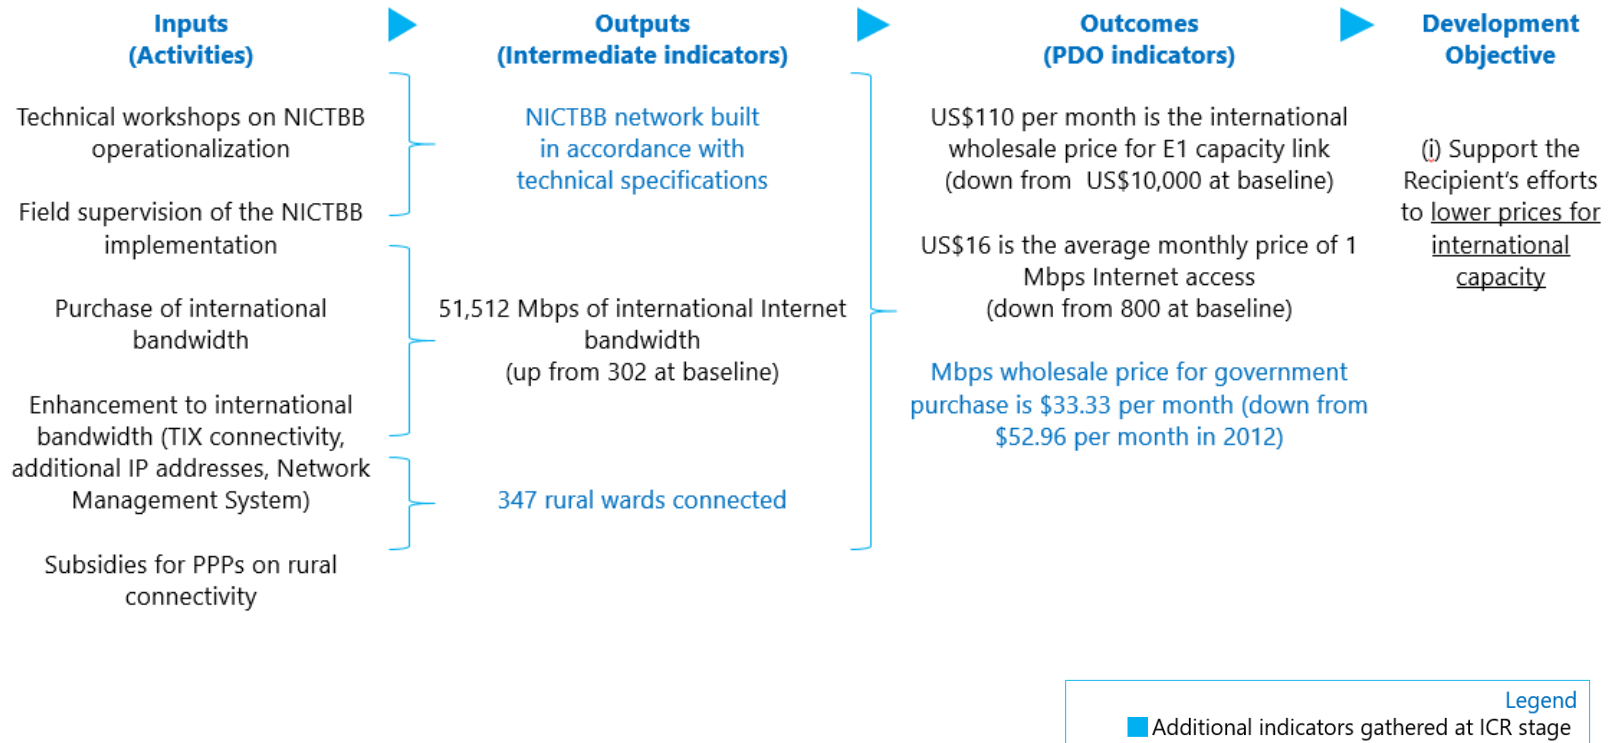 Inputs
(Activities)
Outputs
(Intermediate indicators)
Outcomes
(PDO indicators)
Development
Objective
Technical workshops on NICTBB
operationalization
Field supervision of the NICTBB
implementation
Purchase of international
bandwidth
Enhancement to international
bandwidth (TIX connectivity,
additional IP addresses, Network
Management System)
Subsidies for PPPs on rural
connectivity
NICTBB network built
in accordance with
technical specifications
51,512 Mbps of international Internet
bandwidth
(up from 302 at baseline)
347 rural wards connected
US$110 per month is the international
wholesale price for E1 capacity link
(down from US$10,000 at baseline)
US$16 is the average monthly price of 1
Mbps Internet access
(down from 800 at baseline)
Mbps wholesale price for government
purchase is $33.33 per month (down from
$52.96 per month in 2012)
(i) Support the
Recipient's efforts
to lower prices for
international
capacity
Legend
Additional indicators gathered at ICR stage